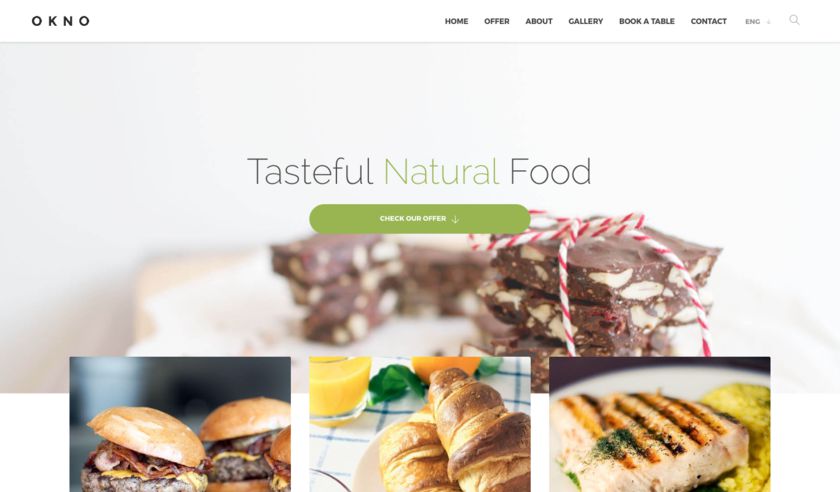 OKNO
HOME OFFER ABOUT GALLERY BOOK A TABLE CONTACT ENG
Tasteful Natural Food
CHECK OUR OFFER